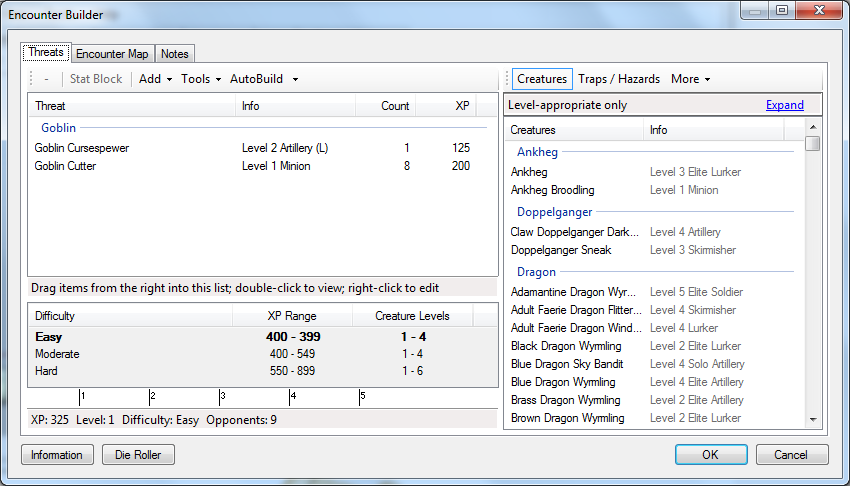 Encounter Builder
Threats Encounter Map Notes
- Stat Block Add Tools AutoBuild
Threat Info Count XP
Goblin
Goblin Cursespewer Level 2 Artillery (L) 1 125
Goblin Cutter Level 1 Minion 8 200
Drag items from the right into this list; double-click to view; right-click to edit
Difficulty XP Range Creature Levels
Easy 400 - 399 1 - 4
Moderate 400 - 549 1 - 4
Hard 550 - 899 1 - 6
1 2 3 4 5
XP: 325 Level: 1 Difficulty: Easy Opponents: 9
Creatures Traps / Hazards More
Level-appropriate only Expand
Creatures Info
Ankheg
Ankheg Level 3 Elite Lurker
Ankheg Broodling Level 1 Minion
Doppelganger
Claw Doppelganger Dark... Level 4 Artillery
Doppelganger Sneak Level 3 Skirmisher
Dragon
Adamantine Dragon Wyr... Level 5 Elite Soldier
Adult Faerie Dragon Flitter... Level 4 Skirmisher
Adult Faerie Dragon Wind... Level 4 Lurker
Black Dragon Wyrmling Level 2 Elite Lurker
Blue Dragon Sky Bandit Level 4 Solo Artillery
Blue Dragon Wyrmling Level 4 Elite Artillery
Brass Dragon Wyrmling Level 2 Elite Artillery
Brown Dragon Wyrmling Level 2 Elite Lurker
Information Die Roller OK Cancel